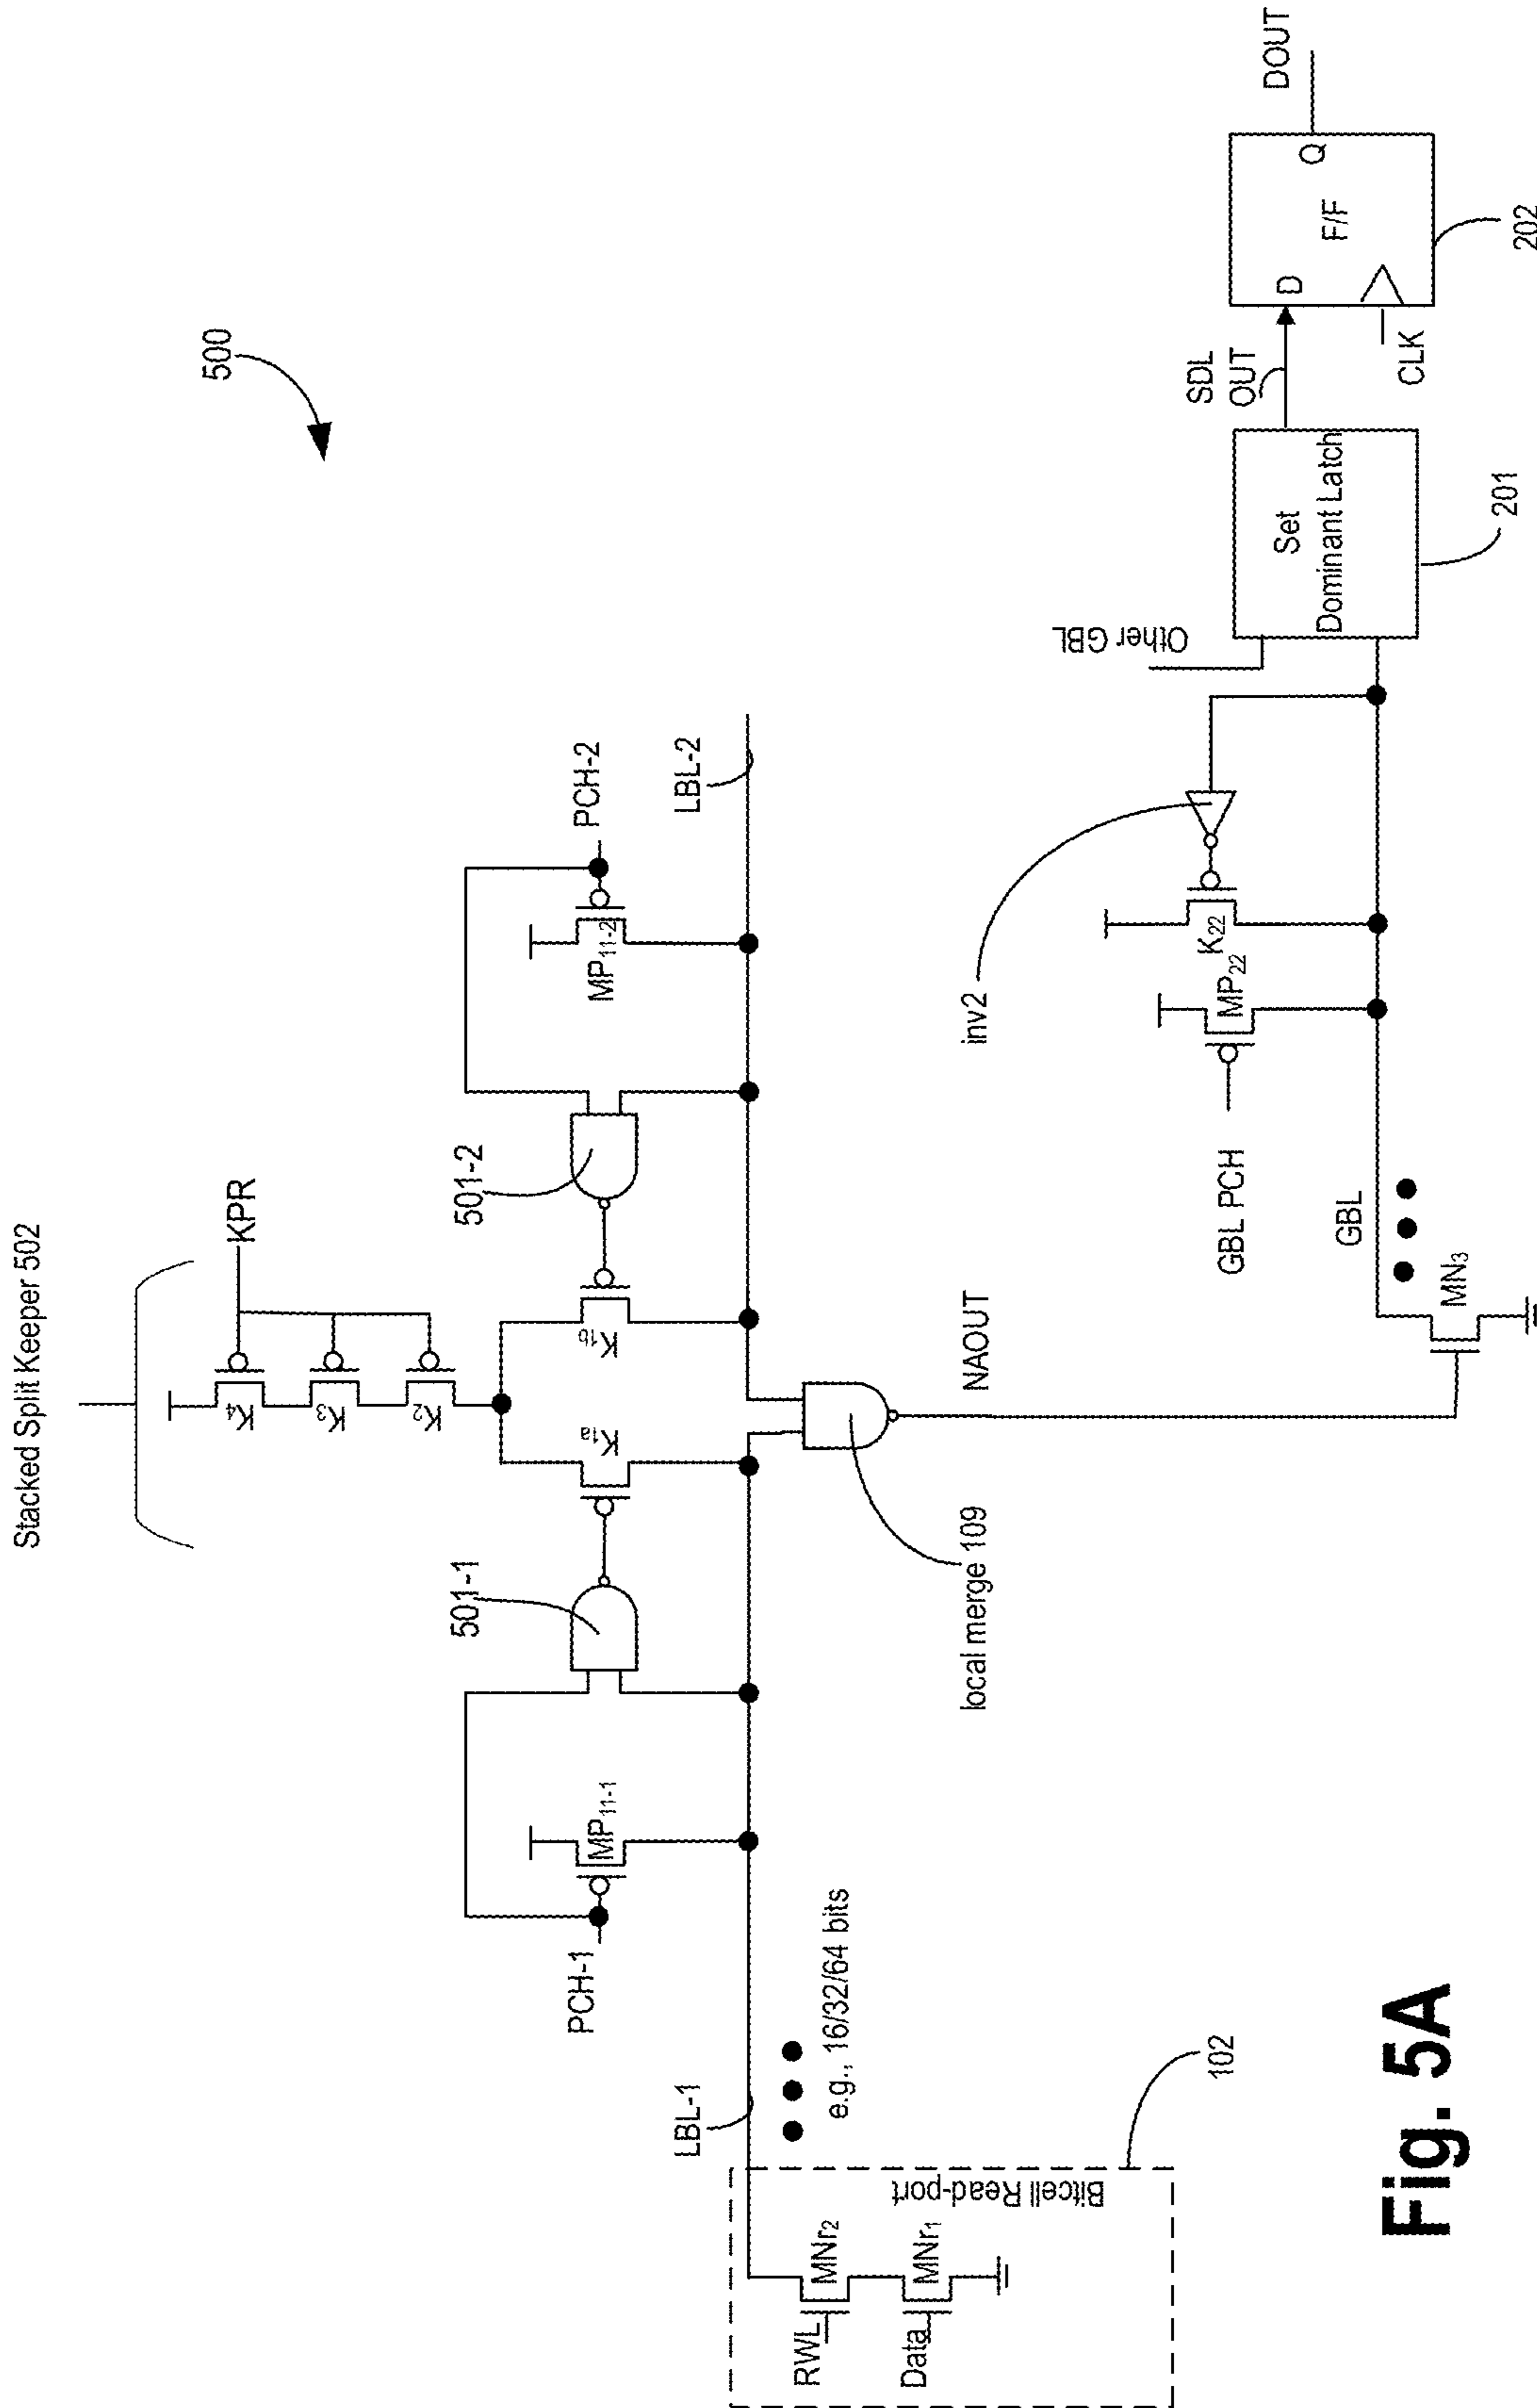 Stacked Split Keeper 502
500
KPR
K4
K3
K2
K1a
K1b
501-1
501-2
PCH-1
MP11-1
PCH-2
MP11-2
LBL-1
LBL-2
e.g., 16/32/64 bits
local merge 109
NAOUT
RWL
MNr2
Data
MNr1
Bitcell Read-port
102
GBL PCH
MP22
K22
inv2
GBL
MN3
Other GBL
Set
Dominant Latch
201
SDL
OUT
D
Q
F/F
CLK
DOUT
202
Fig. 5A